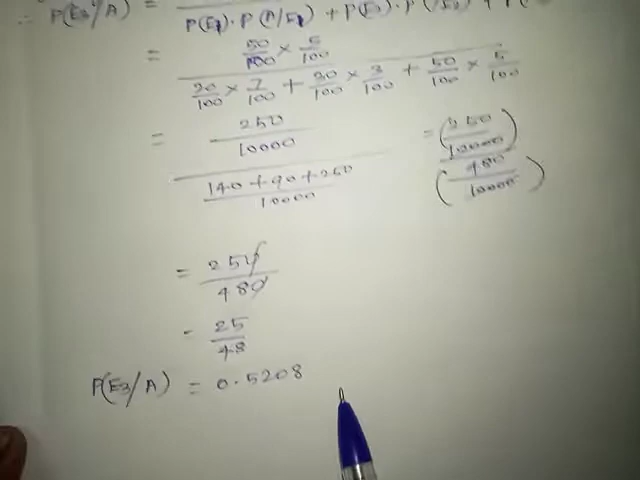 ∴ P(E3/A) =
P(E1).P(A/E1) + P(E2).P(A/E2) + P(
= 50/100 × 5/100
20/100 × 7/100 + 30/100 × 3/100 + 50/100 × 5/100
= 250/10000 = (250/10000)
140+90+250/10000 (480/10000)
= 250/480
= 25/48
P(E3/A) = 0.5208